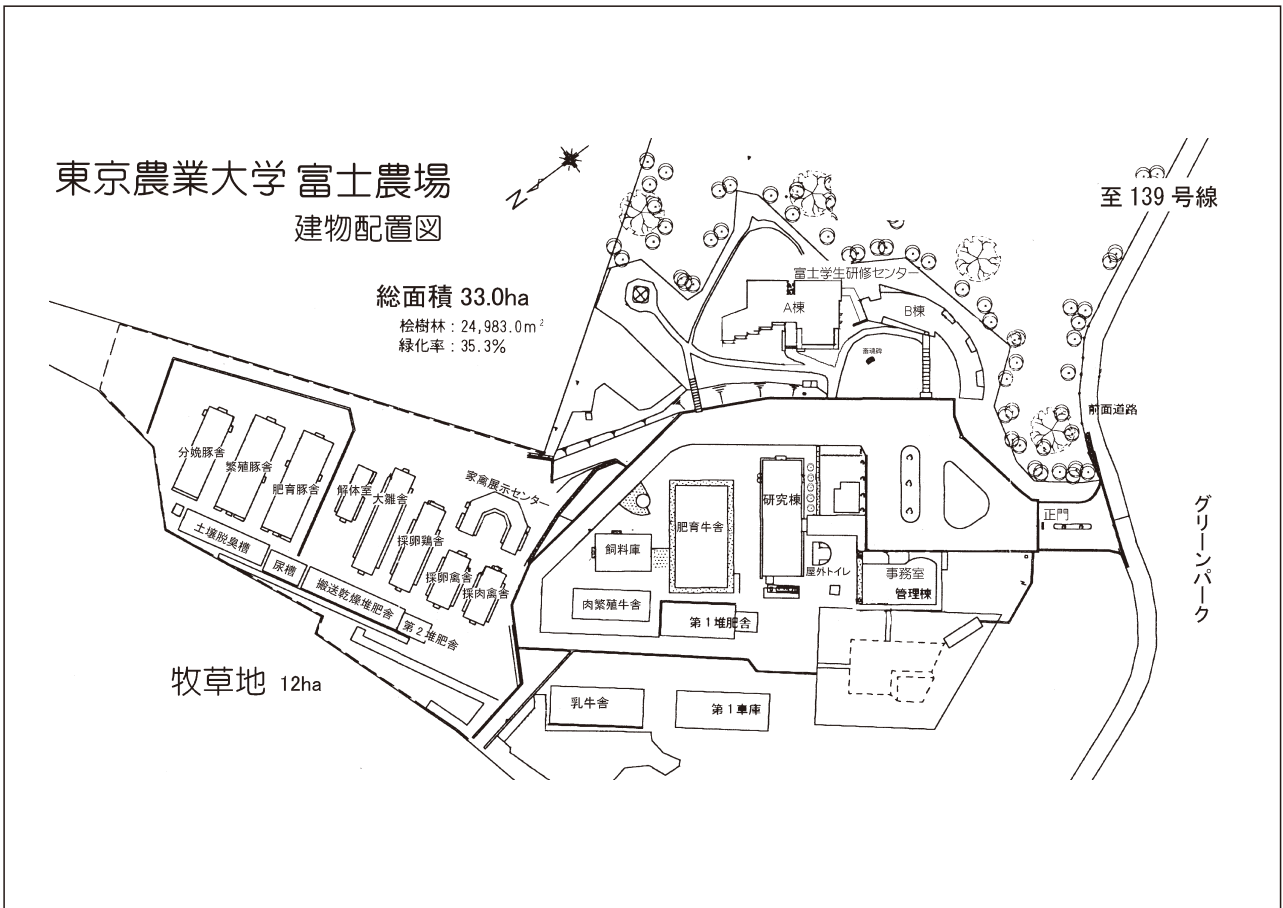 東京農業大学 富士農場
建物配置図
N
至 139 号線
総面積 33.0ha
桧樹林 : 24,983.0m²
緑化率 : 35.3%
富士学生研修センター
A棟
B棟
畜魂碑
前面道路
グリーンパーク
正門
分娩豚舎
繁殖豚舎
肥育豚舎
解体室
大雛舎
家禽展示センター
採卵鶏舎
採卵禽舎
採肉禽舎
土壌脱臭槽
尿槽
搬送乾燥堆肥舎
第2堆肥舎
飼料庫
肥育牛舎
研究棟
屋外トイレ
事務室
管理棟
肉繁殖牛舎
第1堆肥舎
牧草地 12ha
乳牛舎
第1車庫